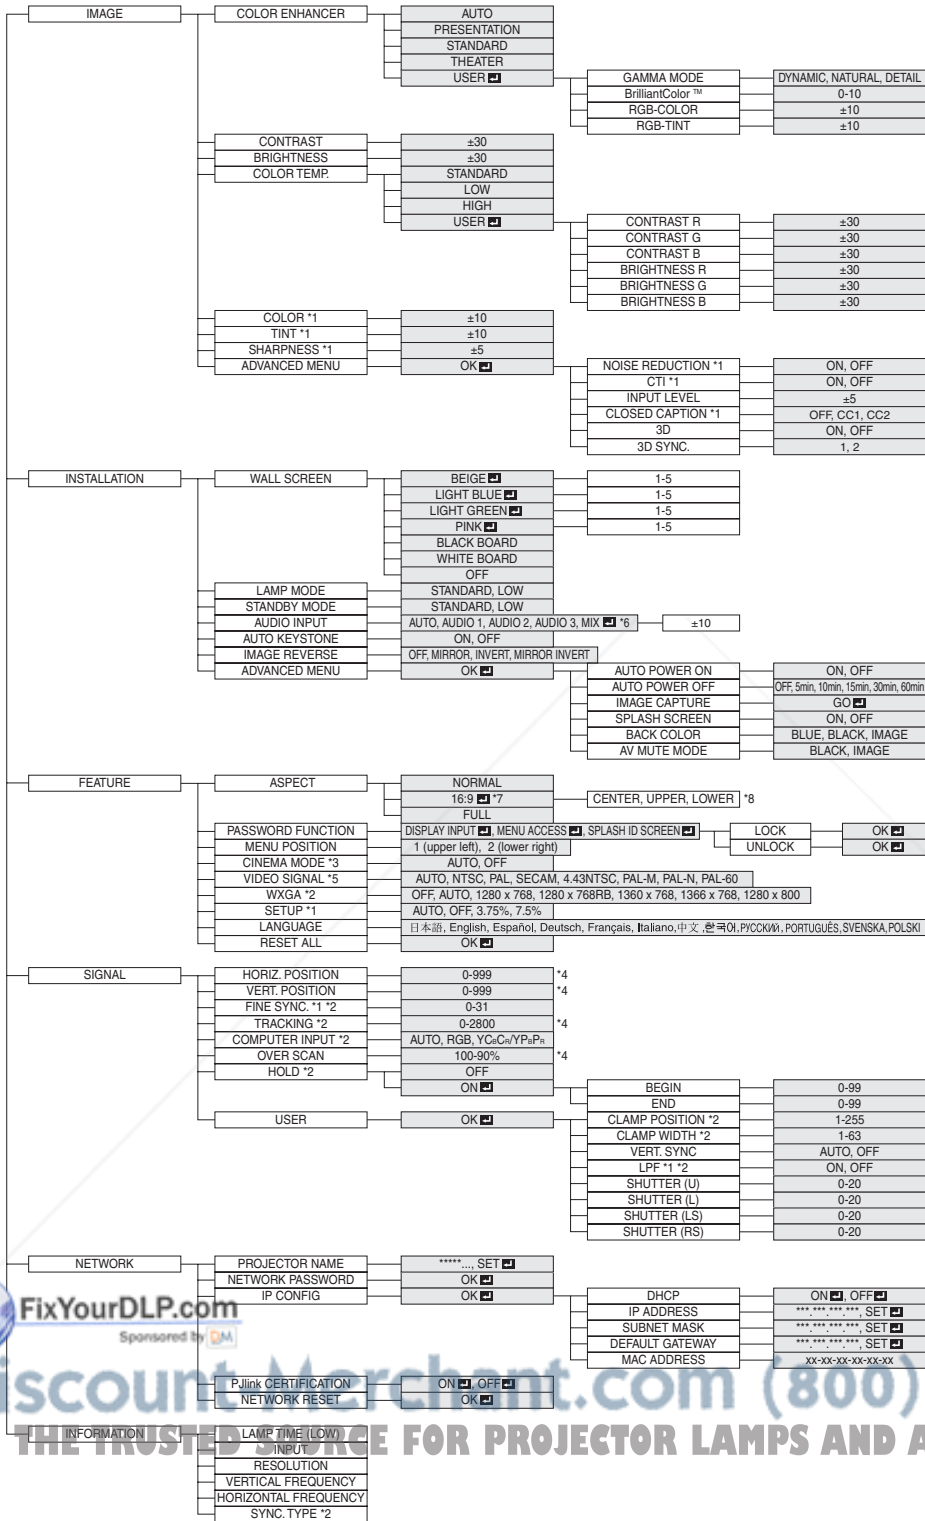 IMAGE COLOR ENHANCER AUTO
PRESENTATION
STANDARD
THEATER
USER GAMMA MODE DYNAMIC, NATURAL, DETAIL
BrilliantColor ™ 0-10
RGB-COLOR ±10
RGB-TINT ±10
CONTRAST ±30
BRIGHTNESS ±30
COLOR TEMP. STANDARD
LOW
HIGH
USER CONTRAST R ±30
CONTRAST G ±30
CONTRAST B ±30
BRIGHTNESS R ±30
BRIGHTNESS G ±30
BRIGHTNESS B ±30
COLOR *1 ±10
TINT *1 ±10
SHARPNESS *1 ±5
ADVANCED MENU OK NOISE REDUCTION *1 ON, OFF
CTI *1 ON, OFF
INPUT LEVEL ±5
CLOSED CAPTION *1 OFF, CC1, CC2
3D ON, OFF
3D SYNC. 1, 2
INSTALLATION WALL SCREEN BEIGE 1-5
LIGHT BLUE 1-5
LIGHT GREEN 1-5
PINK 1-5
BLACK BOARD
WHITE BOARD
OFF
LAMP MODE STANDARD, LOW
STANDBY MODE STANDARD, LOW
AUDIO INPUT AUTO, AUDIO 1, AUDIO 2, AUDIO 3, MIX *6 ±10
AUTO KEYSTONE ON, OFF
IMAGE REVERSE OFF, MIRROR, INVERT, MIRROR INVERT
ADVANCED MENU OK AUTO POWER ON ON, OFF
AUTO POWER OFF OFF, 5min, 10min, 15min, 30min, 60min
IMAGE CAPTURE GO
SPLASH SCREEN ON, OFF
BACK COLOR BLUE, BLACK, IMAGE
AV MUTE MODE BLACK, IMAGE
FEATURE ASPECT NORMAL
16:9 *7 CENTER, UPPER, LOWER *8
FULL
PASSWORD FUNCTION DISPLAY INPUT , MENU ACCESS , SPLASH ID SCREEN LOCK OK
MENU POSITION 1 (upper left), 2 (lower right) UNLOCK OK
CINEMA MODE *3 AUTO, OFF
VIDEO SIGNAL *5 AUTO, NTSC, PAL, SECAM, 4.43NTSC, PAL-M, PAL-N, PAL-60
WXGA *2 OFF, AUTO, 1280 x 768, 1280 x 768RB, 1360 x 768, 1366 x 768, 1280 x 800
SETUP *1 AUTO, OFF, 3.75%, 7.5%
LANGUAGE 日本語, English, Español, Deutsch, Français, Italiano,中文 ,한국어, РУССКИЙ, PORTUGUÊS, SVENSKA, POLSKI
RESET ALL OK
SIGNAL HORIZ. POSITION 0-999 *4
VERT. POSITION 0-999 *4
FINE SYNC. *1 *2 0-31
TRACKING *2 0-2800 *4
COMPUTER INPUT *2 AUTO, RGB, YCBCR/YPBPR
OVER SCAN 100-90% *4
HOLD *2 OFF
ON BEGIN 0-99
END 0-99
USER OK CLAMP POSITION *2 1-255
CLAMP WIDTH *2 1-63
VERT. SYNC AUTO, OFF
LPF *1 *2 ON, OFF
SHUTTER (U) 0-20
SHUTTER (L) 0-20
SHUTTER (LS) 0-20
SHUTTER (RS) 0-20
NETWORK PROJECTOR NAME *****..., SET
NETWORK PASSWORD OK
IP CONFIG OK DHCP ON , OFF
IP ADDRESS ***.***.***.***, SET
SUBNET MASK ***.***.***.***, SET
DEFAULT GATEWAY ***.***.***.***, SET
MAC ADDRESS xx-xx-xx-xx-xx-xx
FixYourDLP.com
Sponsored by DM
PJlink CERTIFICATION ON , OFF
NETWORK RESET OK
iscount-Merchant.com (800)
THE TRUSTED SOURCE FOR PROJECTOR LAMPS AND A
INFORMATION LAMP TIME (LOW)
INPUT
RESOLUTION
VERTICAL FREQUENCY
HORIZONTAL FREQUENCY
SYNC. TYPE *2